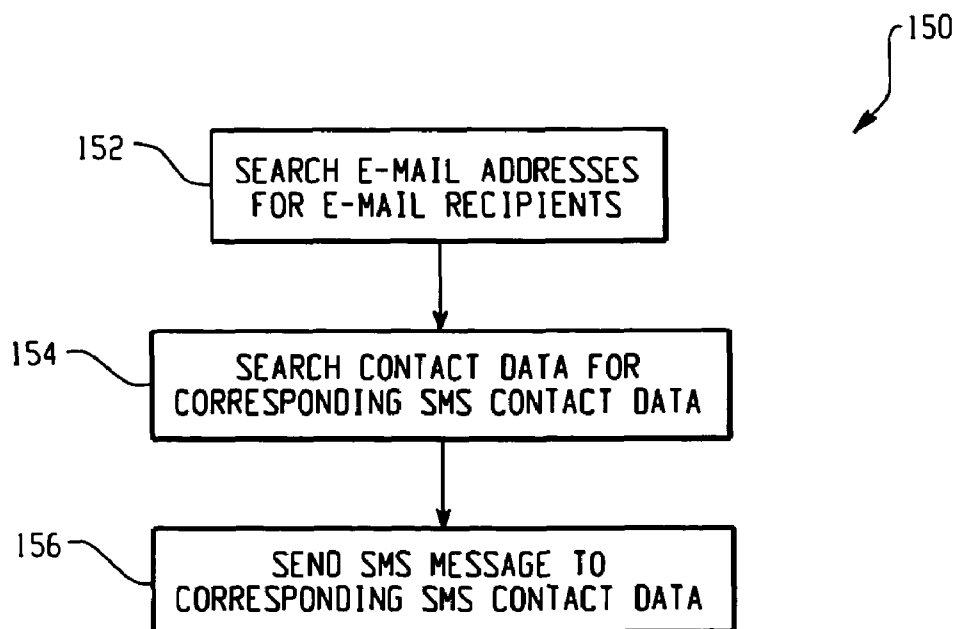 150
152
SEARCH E-MAIL ADDRESSES
FOR E-MAIL RECIPIENTS
154
SEARCH CONTACT DATA FOR
CORRESPONDING SMS CONTACT DATA
156
SEND SMS MESSAGE TO
CORRESPONDING SMS CONTACT DATA